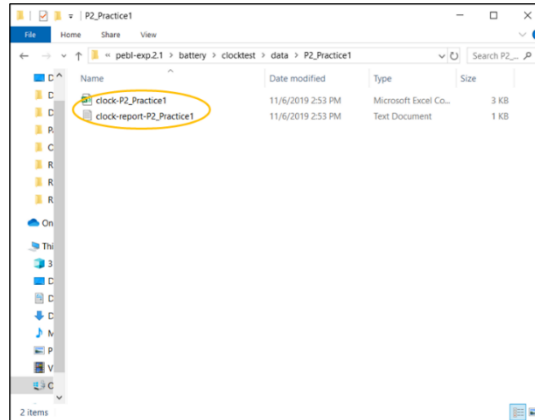 P2_Practice1
File Home Share View
« pebl-exp.2.1 > battery > clocktest > data > P2_Practice1
Search P2_...
Name Date modified Type Size
clock-P2_Practice1 11/6/2019 2:53 PM Microsoft Excel Co... 3 KB
clock-report-P2_Practice1 11/6/2019 2:53 PM Text Document 1 KB
D
D
D
P
C
R
R
R
On
Thi
3
D
D
D
M
P
V
C
2 items